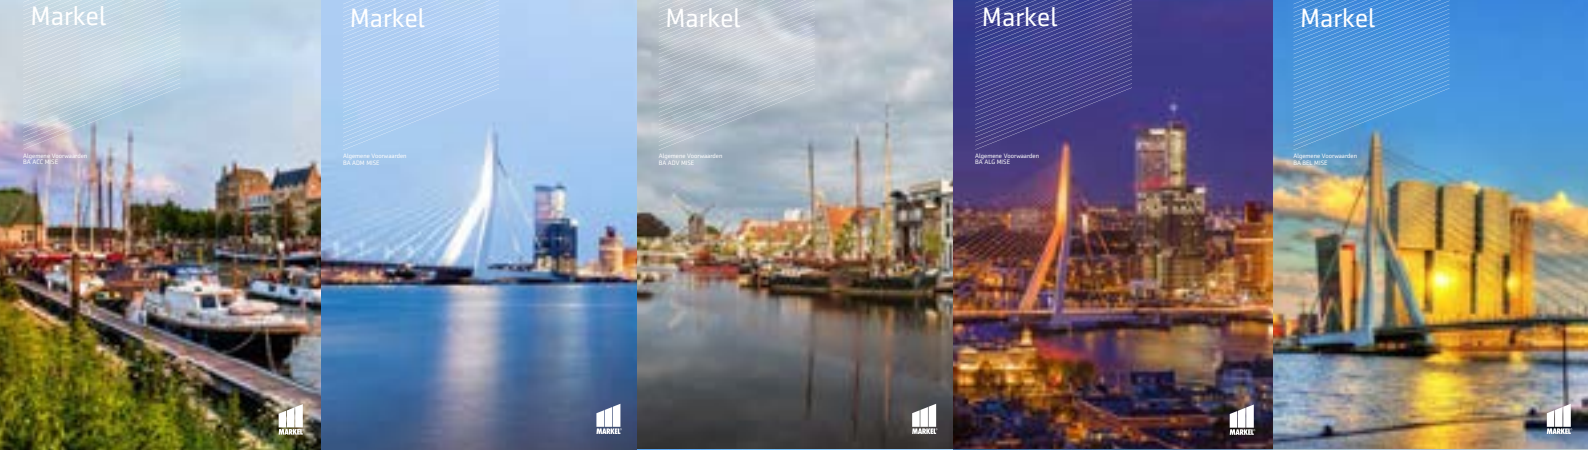 Markel
Algemene Voorwaarden
BA ACC MISE
MARKEL
Markel
Algemene Voorwaarden
BA ADM MISE
MARKEL
Markel
Algemene Voorwaarden
BA ADV MISE
MARKEL
Markel
Algemene Voorwaarden
BA ALG MISE
MARKEL
Markel
Algemene Voorwaarden
BA BEL MISE
MARKEL